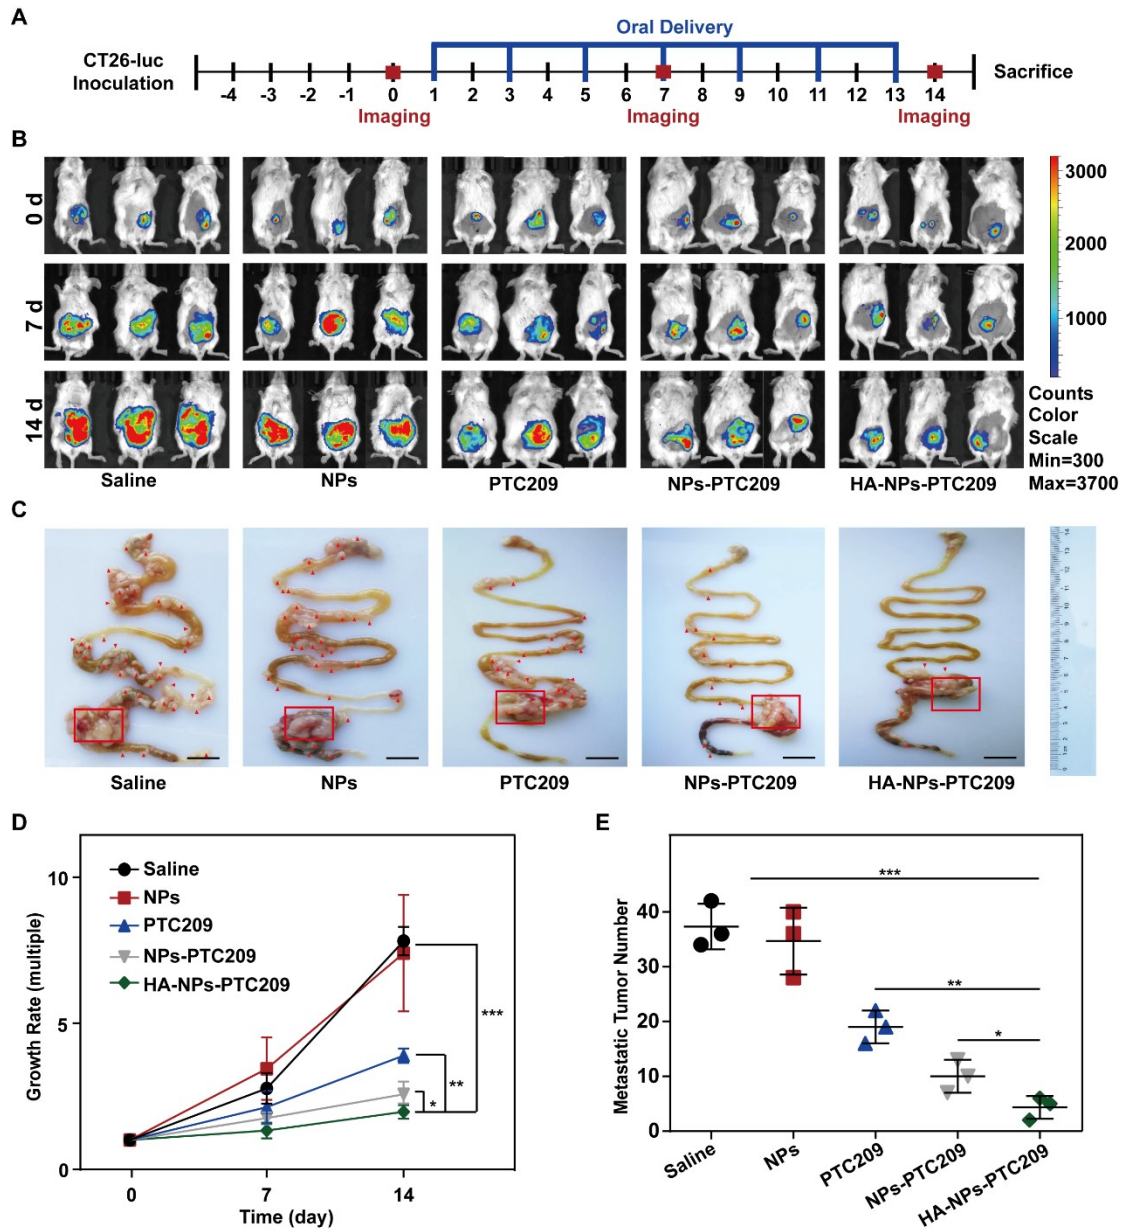 A
Oral Delivery
CT26-luc
Inoculation
-4 -3 -2 -1 0 1 2 3 4 5 6 7 8 9 10 11 12 13 14
Sacrifice
Imaging Imaging Imaging
B
0 d
7 d
14 d
3000
2000
1000
Counts
Color
Scale
Min=300
Max=3700
Saline NPs PTC209 NPs-PTC209 HA-NPs-PTC209
C
Saline NPs PTC209 NPs-PTC209 HA-NPs-PTC209
D
Growth Rate (multiple)
10
5
0
Saline
NPs
PTC209
NPs-PTC209
HA-NPs-PTC209
***
**
*
0 7 14
Time (day)
E
Metastatic Tumor Number
40
30
20
10
0
***
**
*
Saline NPs PTC209 NPs-PTC209 HA-NPs-PTC209